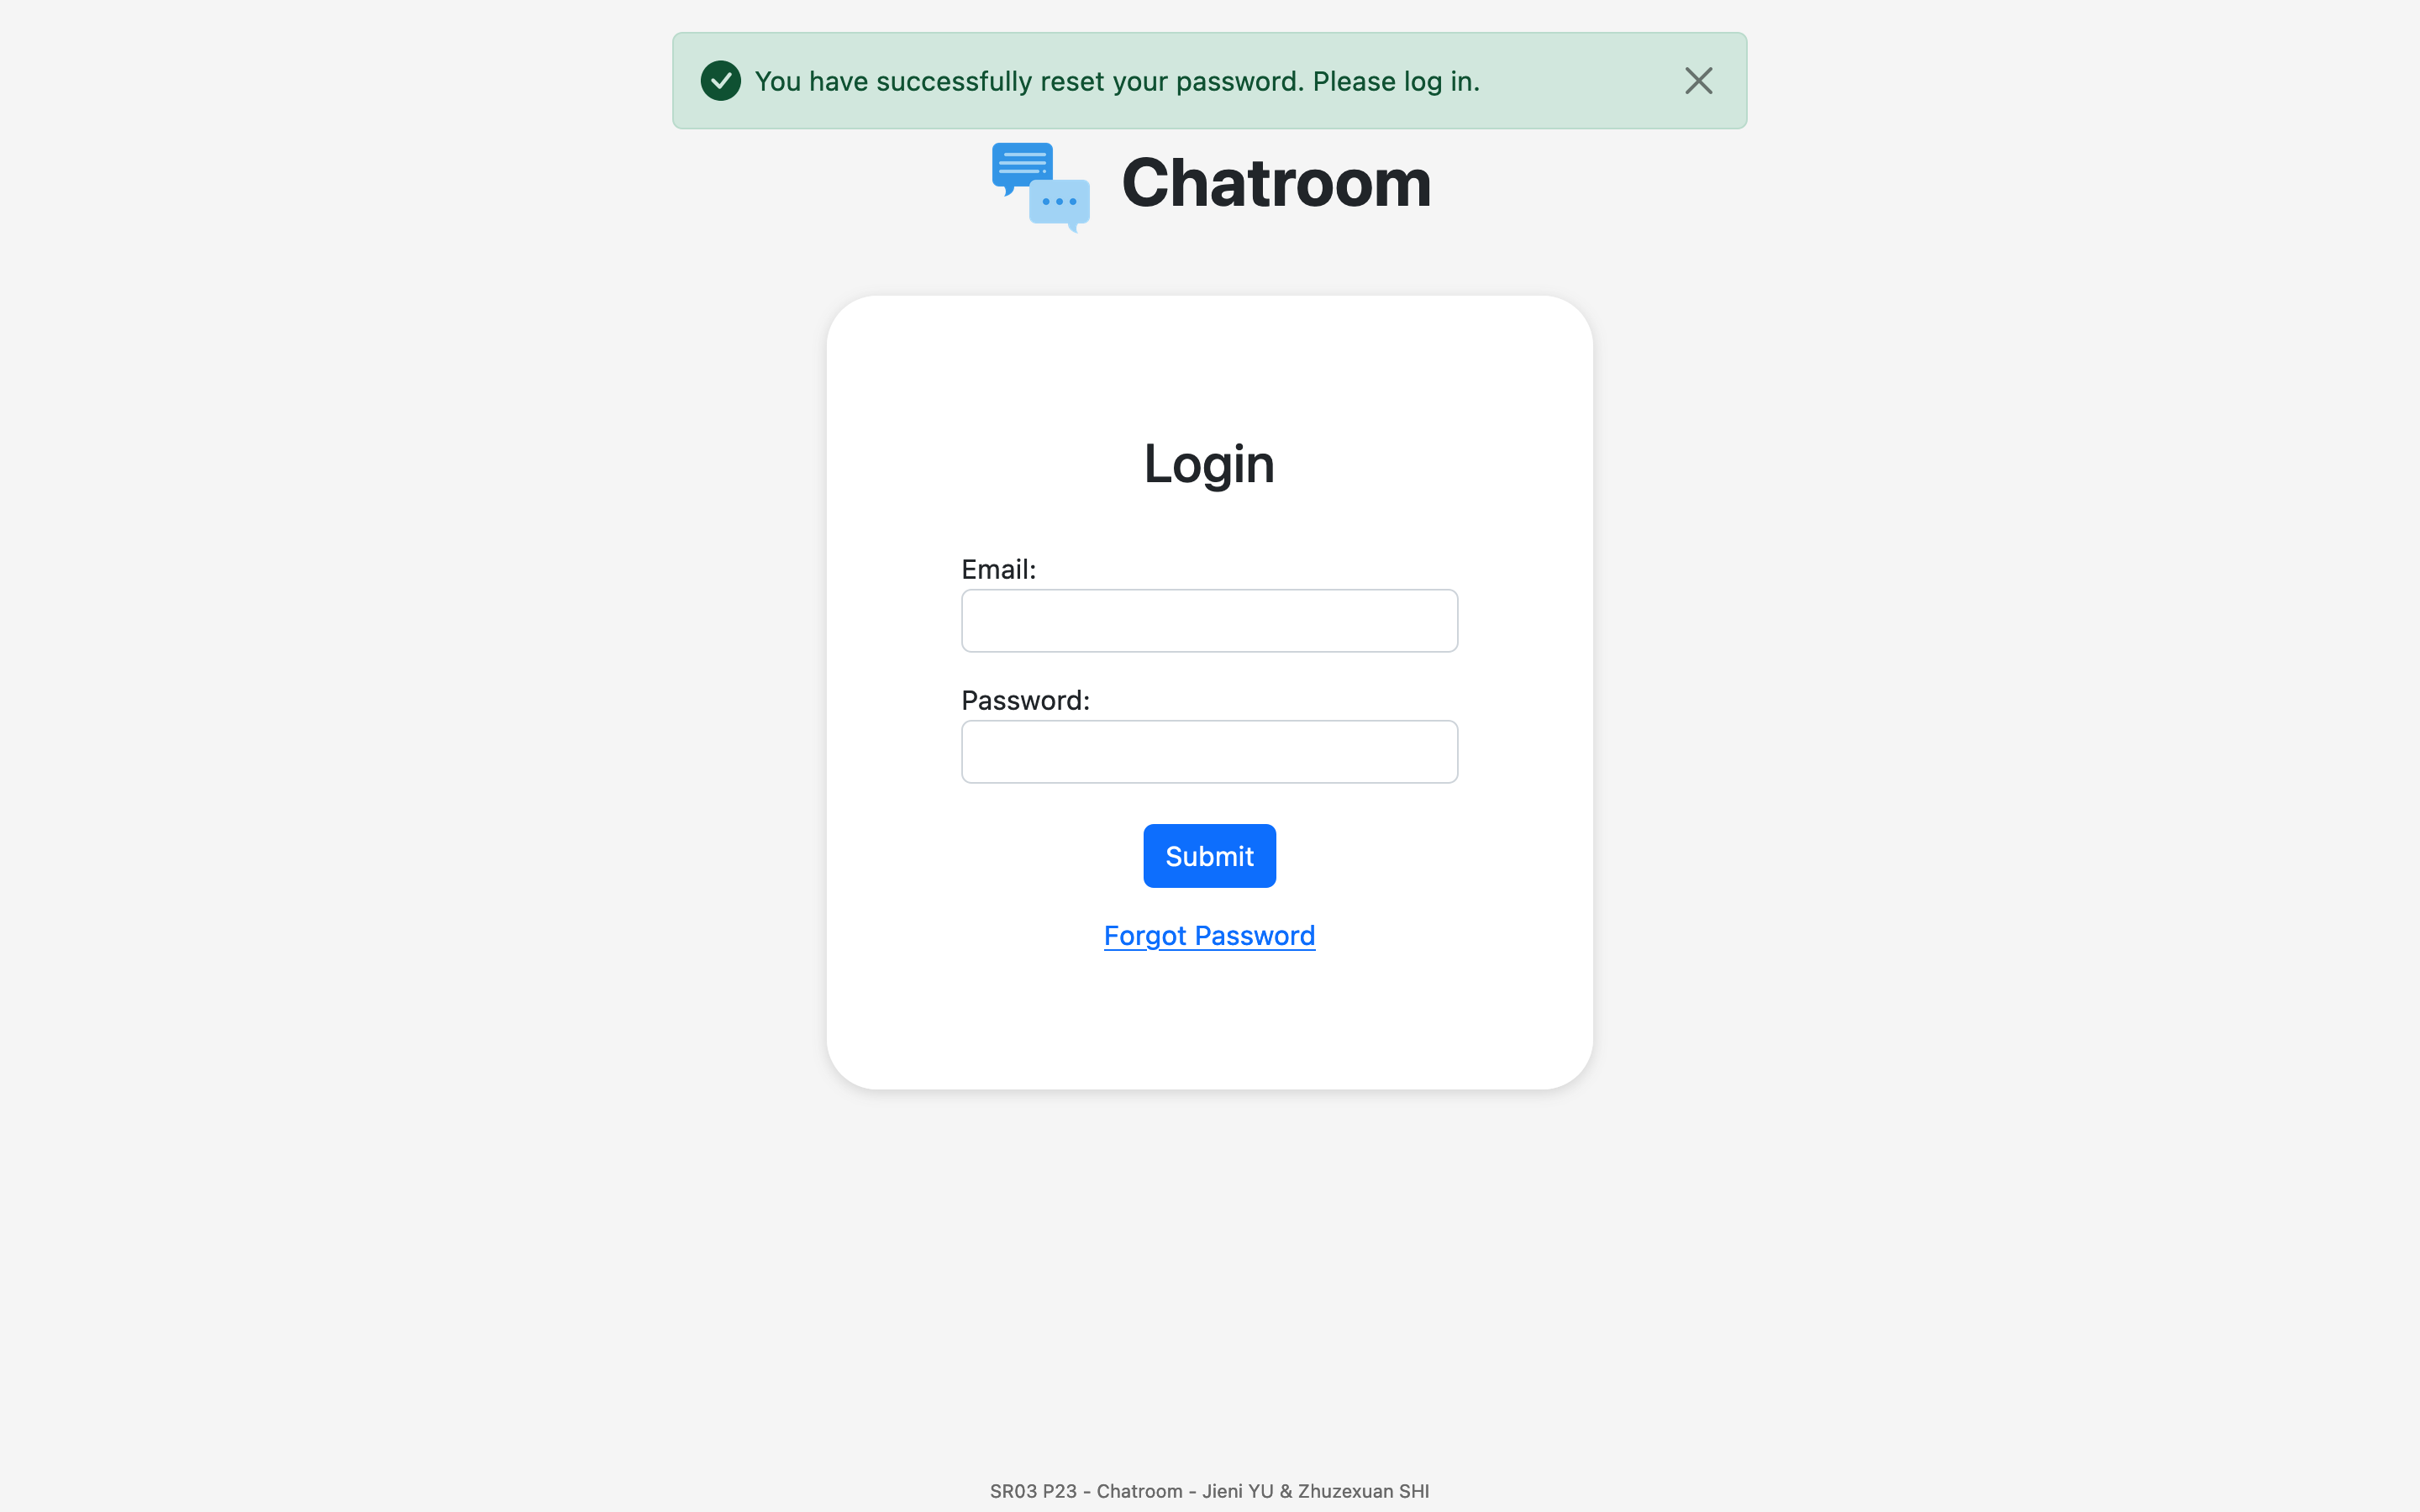 You have successfully reset your password. Please log in.
Chatroom
Login
Email:
Password:
Submit
Forgot Password
SR03 P23 - Chatroom - Jieni YU & Zhuzexuan SHI